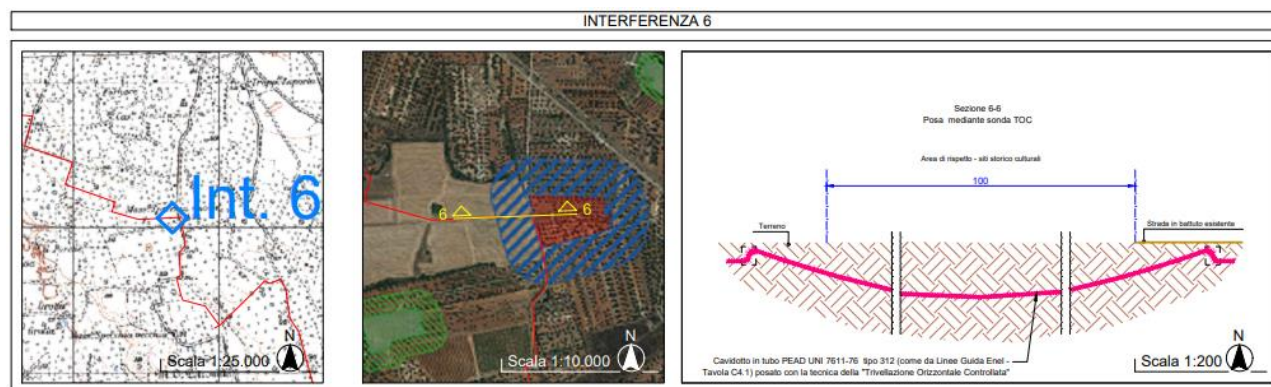 INTERFERENZA 6
Int. 6
N
Scala 1:25.000
6
6
N
Scala 1:10.000
Sezione 6-6
Posa mediante sonda TOC
Area di rispetto - siti storico culturali
100
Terreno
Strada in battuto esistente
Cavidotto in tubo PEAD UNI 7611-76 tipo 312 (come da Linee Guida Enel -
Tavola C4.1) posato con la tecnica della "Trivellazione Orizzontale Controllata"
N
Scala 1:200